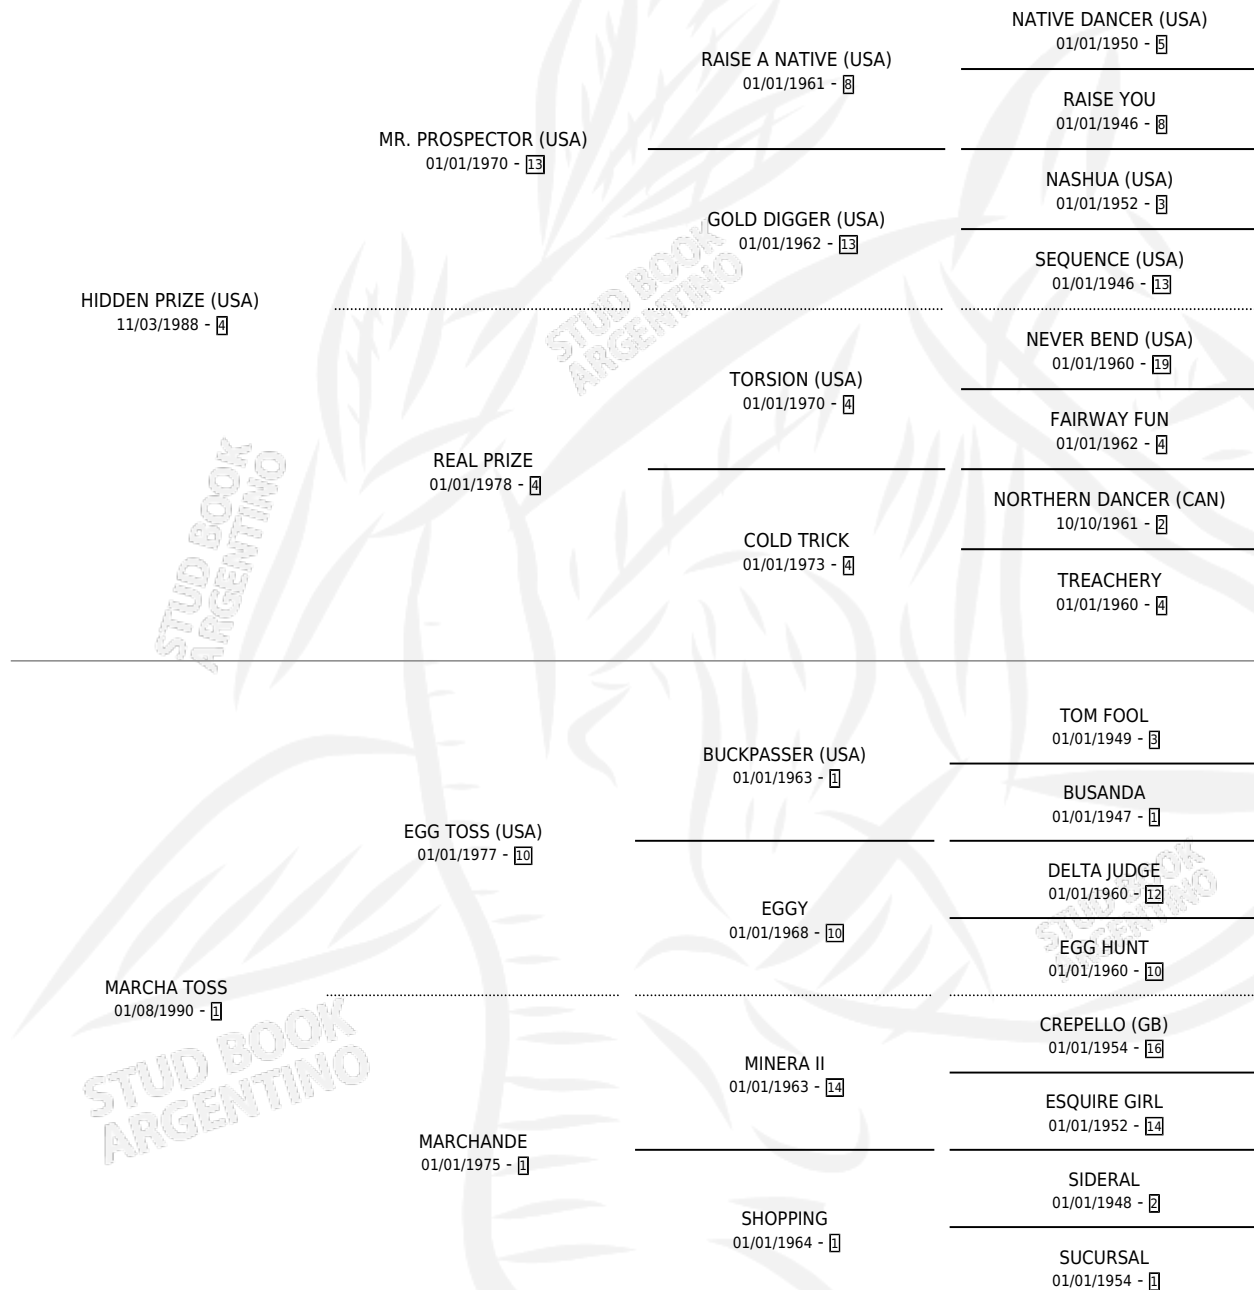 NATIVE DANCER (USA)
01/01/1950 - 5
RAISE A NATIVE (USA)
01/01/1961 - 8
RAISE YOU
01/01/1946 - 8
MR. PROSPECTOR (USA)
01/01/1970 - 13
NASHUA (USA)
01/01/1952 - 3
GOLD DIGGER (USA)
01/01/1962 - 13
SEQUENCE (USA)
01/01/1946 - 13
HIDDEN PRIZE (USA)
11/03/1988 - 4
STUD BOOK
ARGENTINO
NEVER BEND (USA)
01/01/1960 - 19
TORSION (USA)
01/01/1970 - 4
FAIRWAY FUN
01/01/1962 - 4
REAL PRIZE
01/01/1978 - 4
NORTHERN DANCER (CAN)
10/10/1961 - 2
COLD TRICK
01/01/1973 - 4
TREACHERY
01/01/1960 - 4
STUD BOOK
ARGENTINO
TOM FOOL
01/01/1949 - 3
BUCKPASSER (USA)
01/01/1963 - 1
BUSANDA
01/01/1947 - 1
EGG TOSS (USA)
01/01/1977 - 10
DELTA JUDGE
01/01/1960 - 12
EGGY
01/01/1968 - 10
EGG HUNT
01/01/1960 - 10
STUD BOOK
ARGENTINO
MARCHA TOSS
01/08/1990 - 1
CREPELLO (GB)
01/01/1954 - 16
MINERA II
01/01/1963 - 14
ESQUIRE GIRL
01/01/1952 - 14
STUD BOOK
ARGENTINO
MARCHANDE
01/01/1975 - 1
SIDERAL
01/01/1948 - 2
SHOPPING
01/01/1964 - 1
SUCURSAL
01/01/1954 - 1